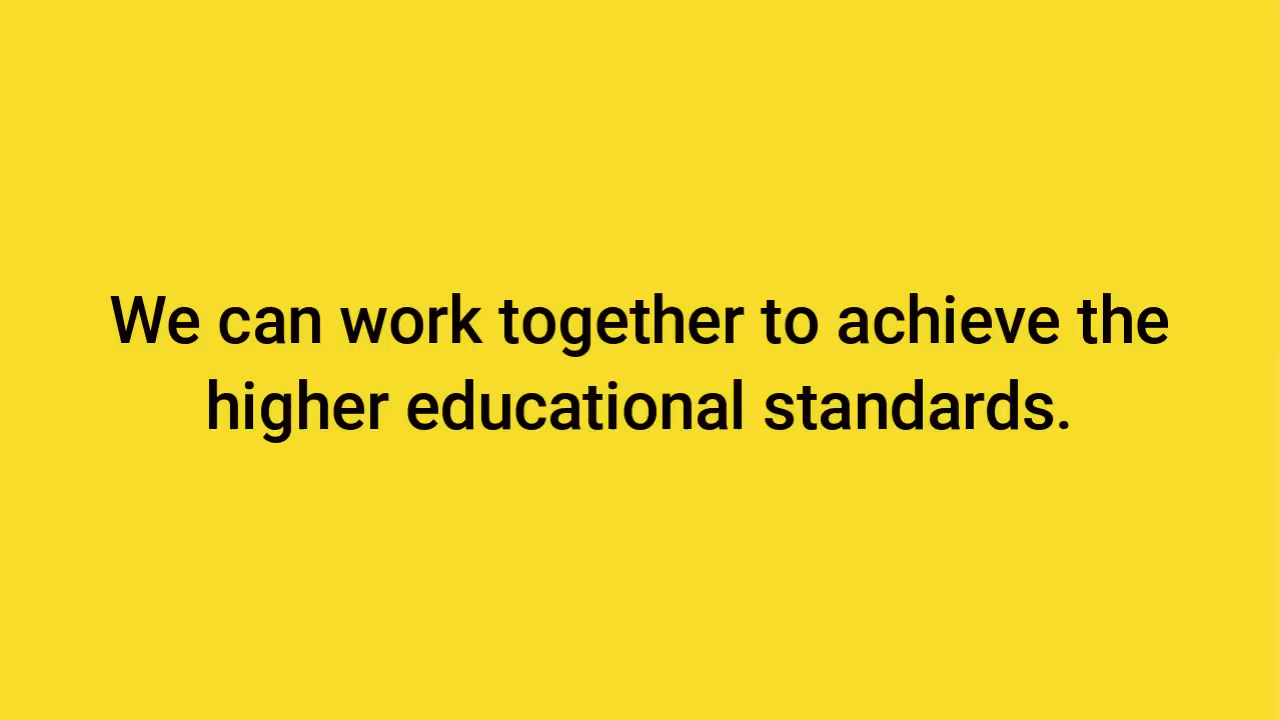 We can work together to achieve the
higher educational standards.